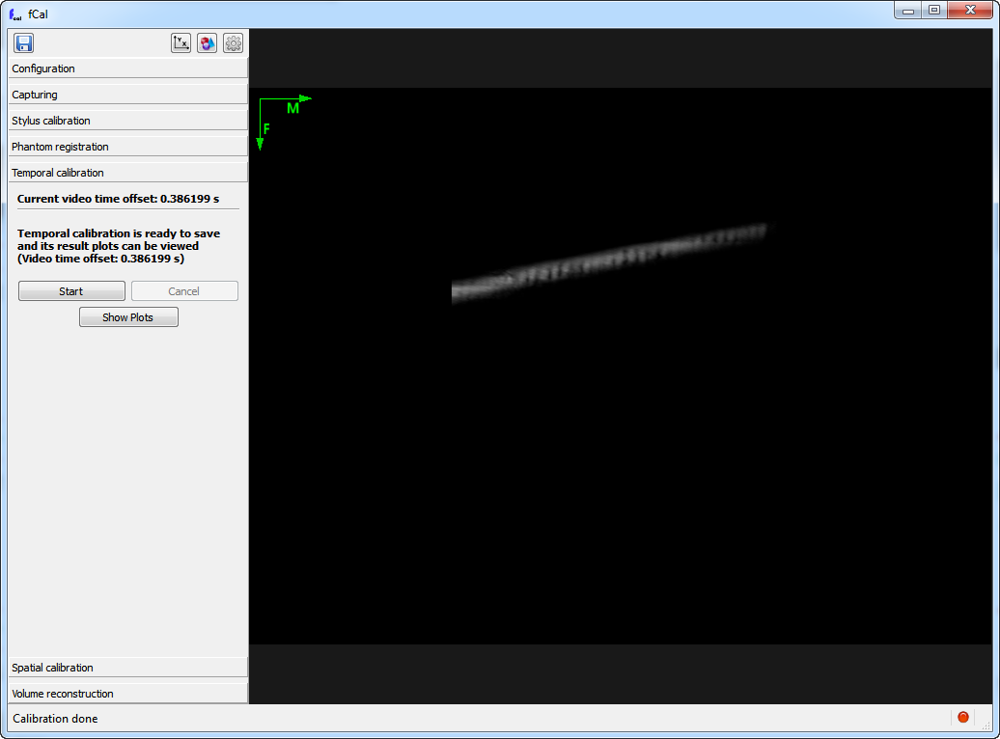 fCal
Configuration
Capturing
Stylus calibration
Phantom registration
Temporal calibration
Current video time offset: 0.386199 s
Temporal calibration is ready to save
and its result plots can be viewed
(Video time offset: 0.386199 s)
Start
Cancel
Show Plots
M
F
Spatial calibration
Volume reconstruction
Calibration done